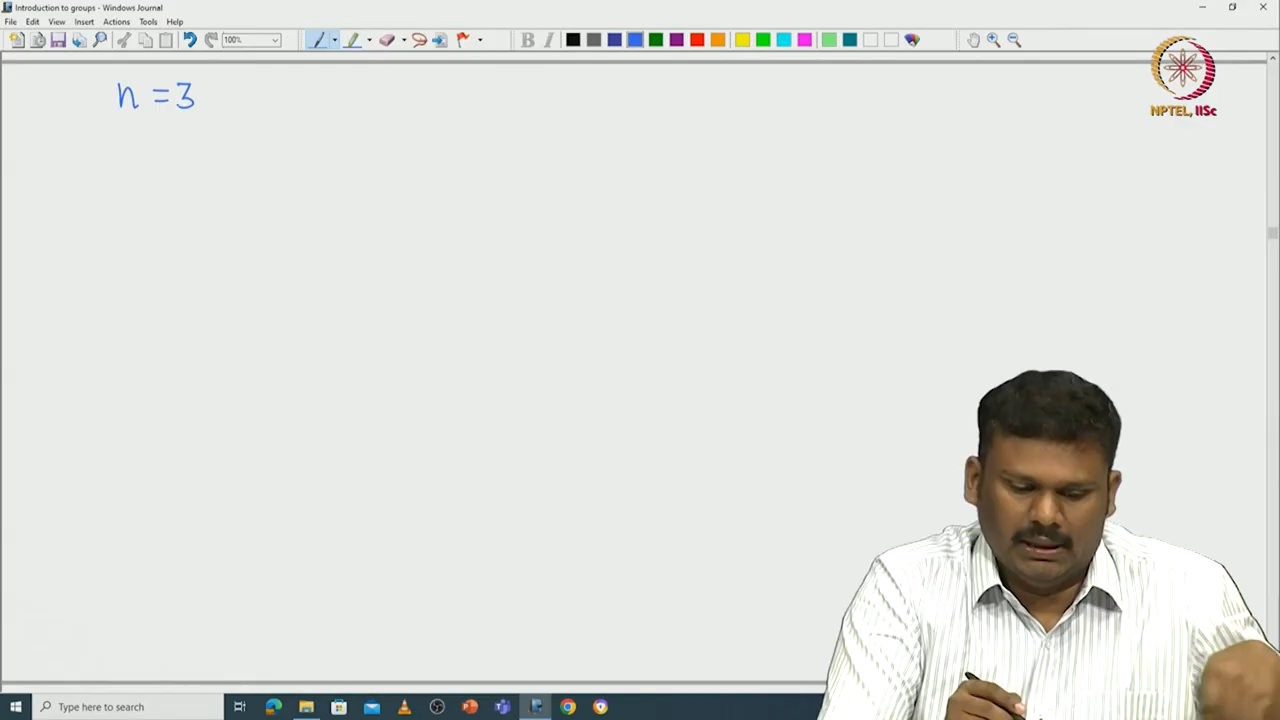 Introduction to groups - Windows Journal
File Edit View Insert Actions Tools Help
100%
B I
NPTEL, IISc
n = 3
Type here to search